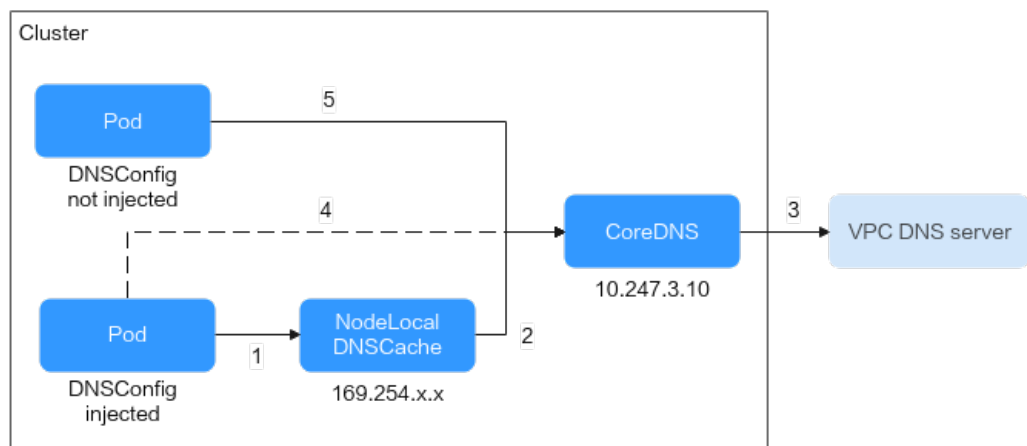 Cluster
Pod
5
DNSConfig
not injected
4
CoreDNS
3
VPC DNS server
10.247.3.10
Pod
1
NodeLocal
DNSCache
2
DNSConfig
injected
169.254.x.x